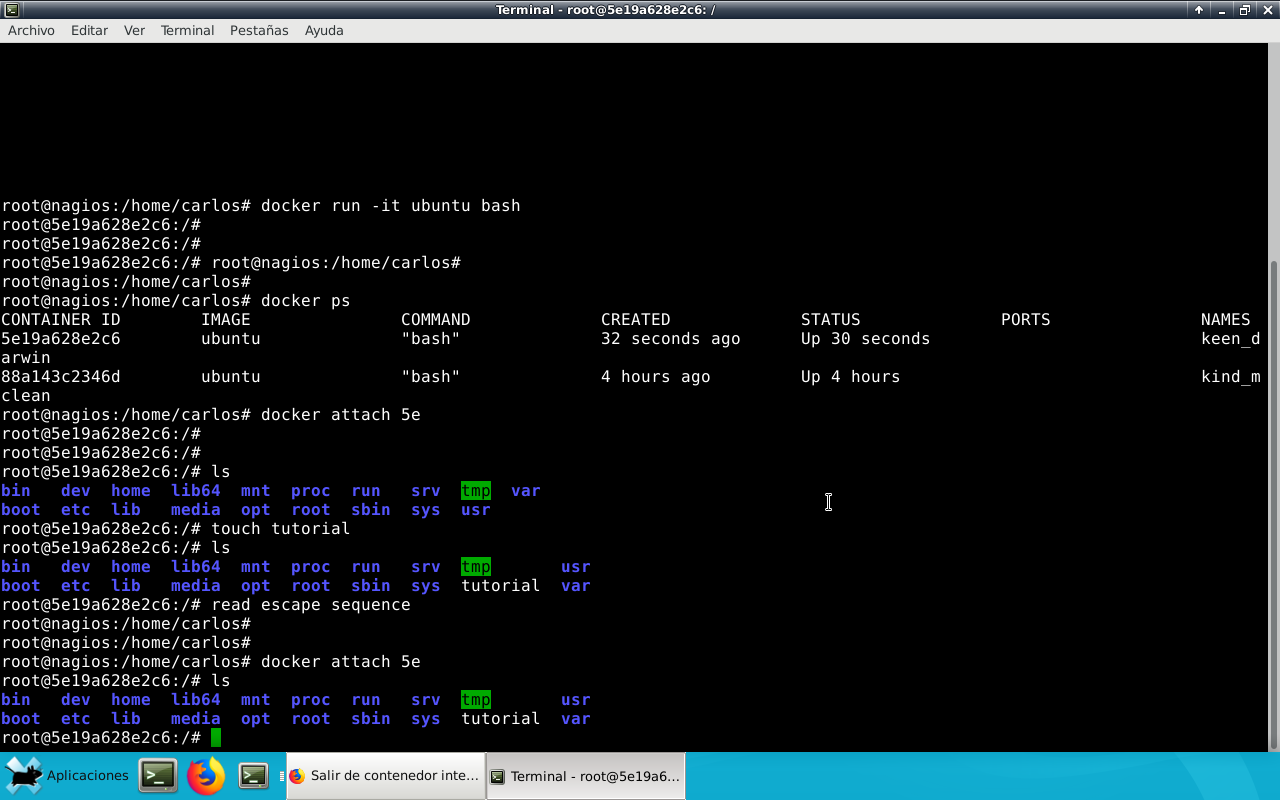 Terminal - root@5e19a628e2c6: /
Archivo Editar Ver Terminal Pestañas Ayuda
root@nagios:/home/carlos# docker run -it ubuntu bash
root@5e19a628e2c6:/#
root@5e19a628e2c6:/#
root@5e19a628e2c6:/# root@nagios:/home/carlos#
root@nagios:/home/carlos#
root@nagios:/home/carlos# docker ps
CONTAINER ID        IMAGE               COMMAND             CREATED             STATUS              PORTS               NAMES
5e19a628e2c6        ubuntu              "bash"              32 seconds ago      Up 30 seconds                           keen_d
arwin
88a143c2346d        ubuntu              "bash"              4 hours ago         Up 4 hours                              kind_m
clean
root@nagios:/home/carlos# docker attach 5e
root@5e19a628e2c6:/#
root@5e19a628e2c6:/#
root@5e19a628e2c6:/# ls
bin   dev  home  lib64  mnt  proc  run   srv  tmp  var
boot  etc  lib   media  opt  root  sbin  sys  usr
root@5e19a628e2c6:/# touch tutorial
root@5e19a628e2c6:/# ls
bin   dev  home  lib64  mnt  proc  run   srv  tmp       usr
boot  etc  lib   media  opt  root  sbin  sys  tutorial  var
root@5e19a628e2c6:/# read escape sequence
root@nagios:/home/carlos#
root@nagios:/home/carlos#
root@nagios:/home/carlos# docker attach 5e
root@5e19a628e2c6:/# ls
bin   dev  home  lib64  mnt  proc  run   srv  tmp       usr
boot  etc  lib   media  opt  root  sbin  sys  tutorial  var
root@5e19a628e2c6:/#
Aplicaciones Salir de contenedor inte... Terminal - root@5e19a6...